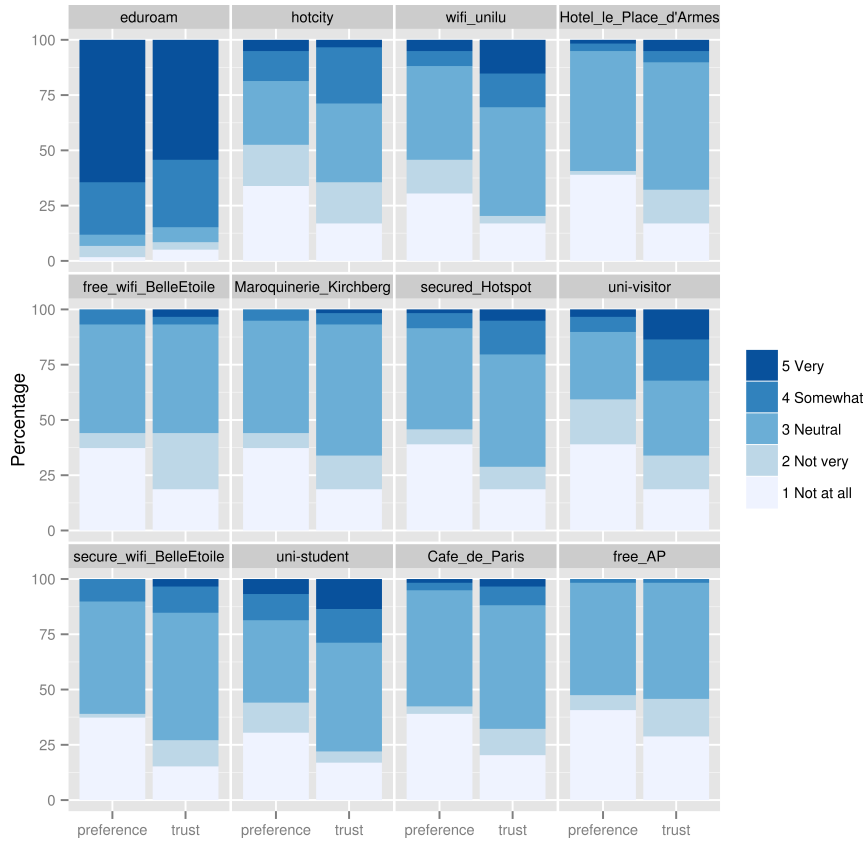 eduroam hotcity wifi_unilu Hotel_le_Place_d'Armes
100
75
50
25
0
free_wifi_BelleEtoile Maroquinerie_Kirchberg secured_Hotspot uni-visitor
100
75
50
25
0
Percentage
5 Very
4 Somewhat
3 Neutral
2 Not very
1 Not at all
secure_wifi_BelleEtoile uni-student Cafe_de_Paris free_AP
100
75
50
25
0
preference trust preference trust preference trust preference trust